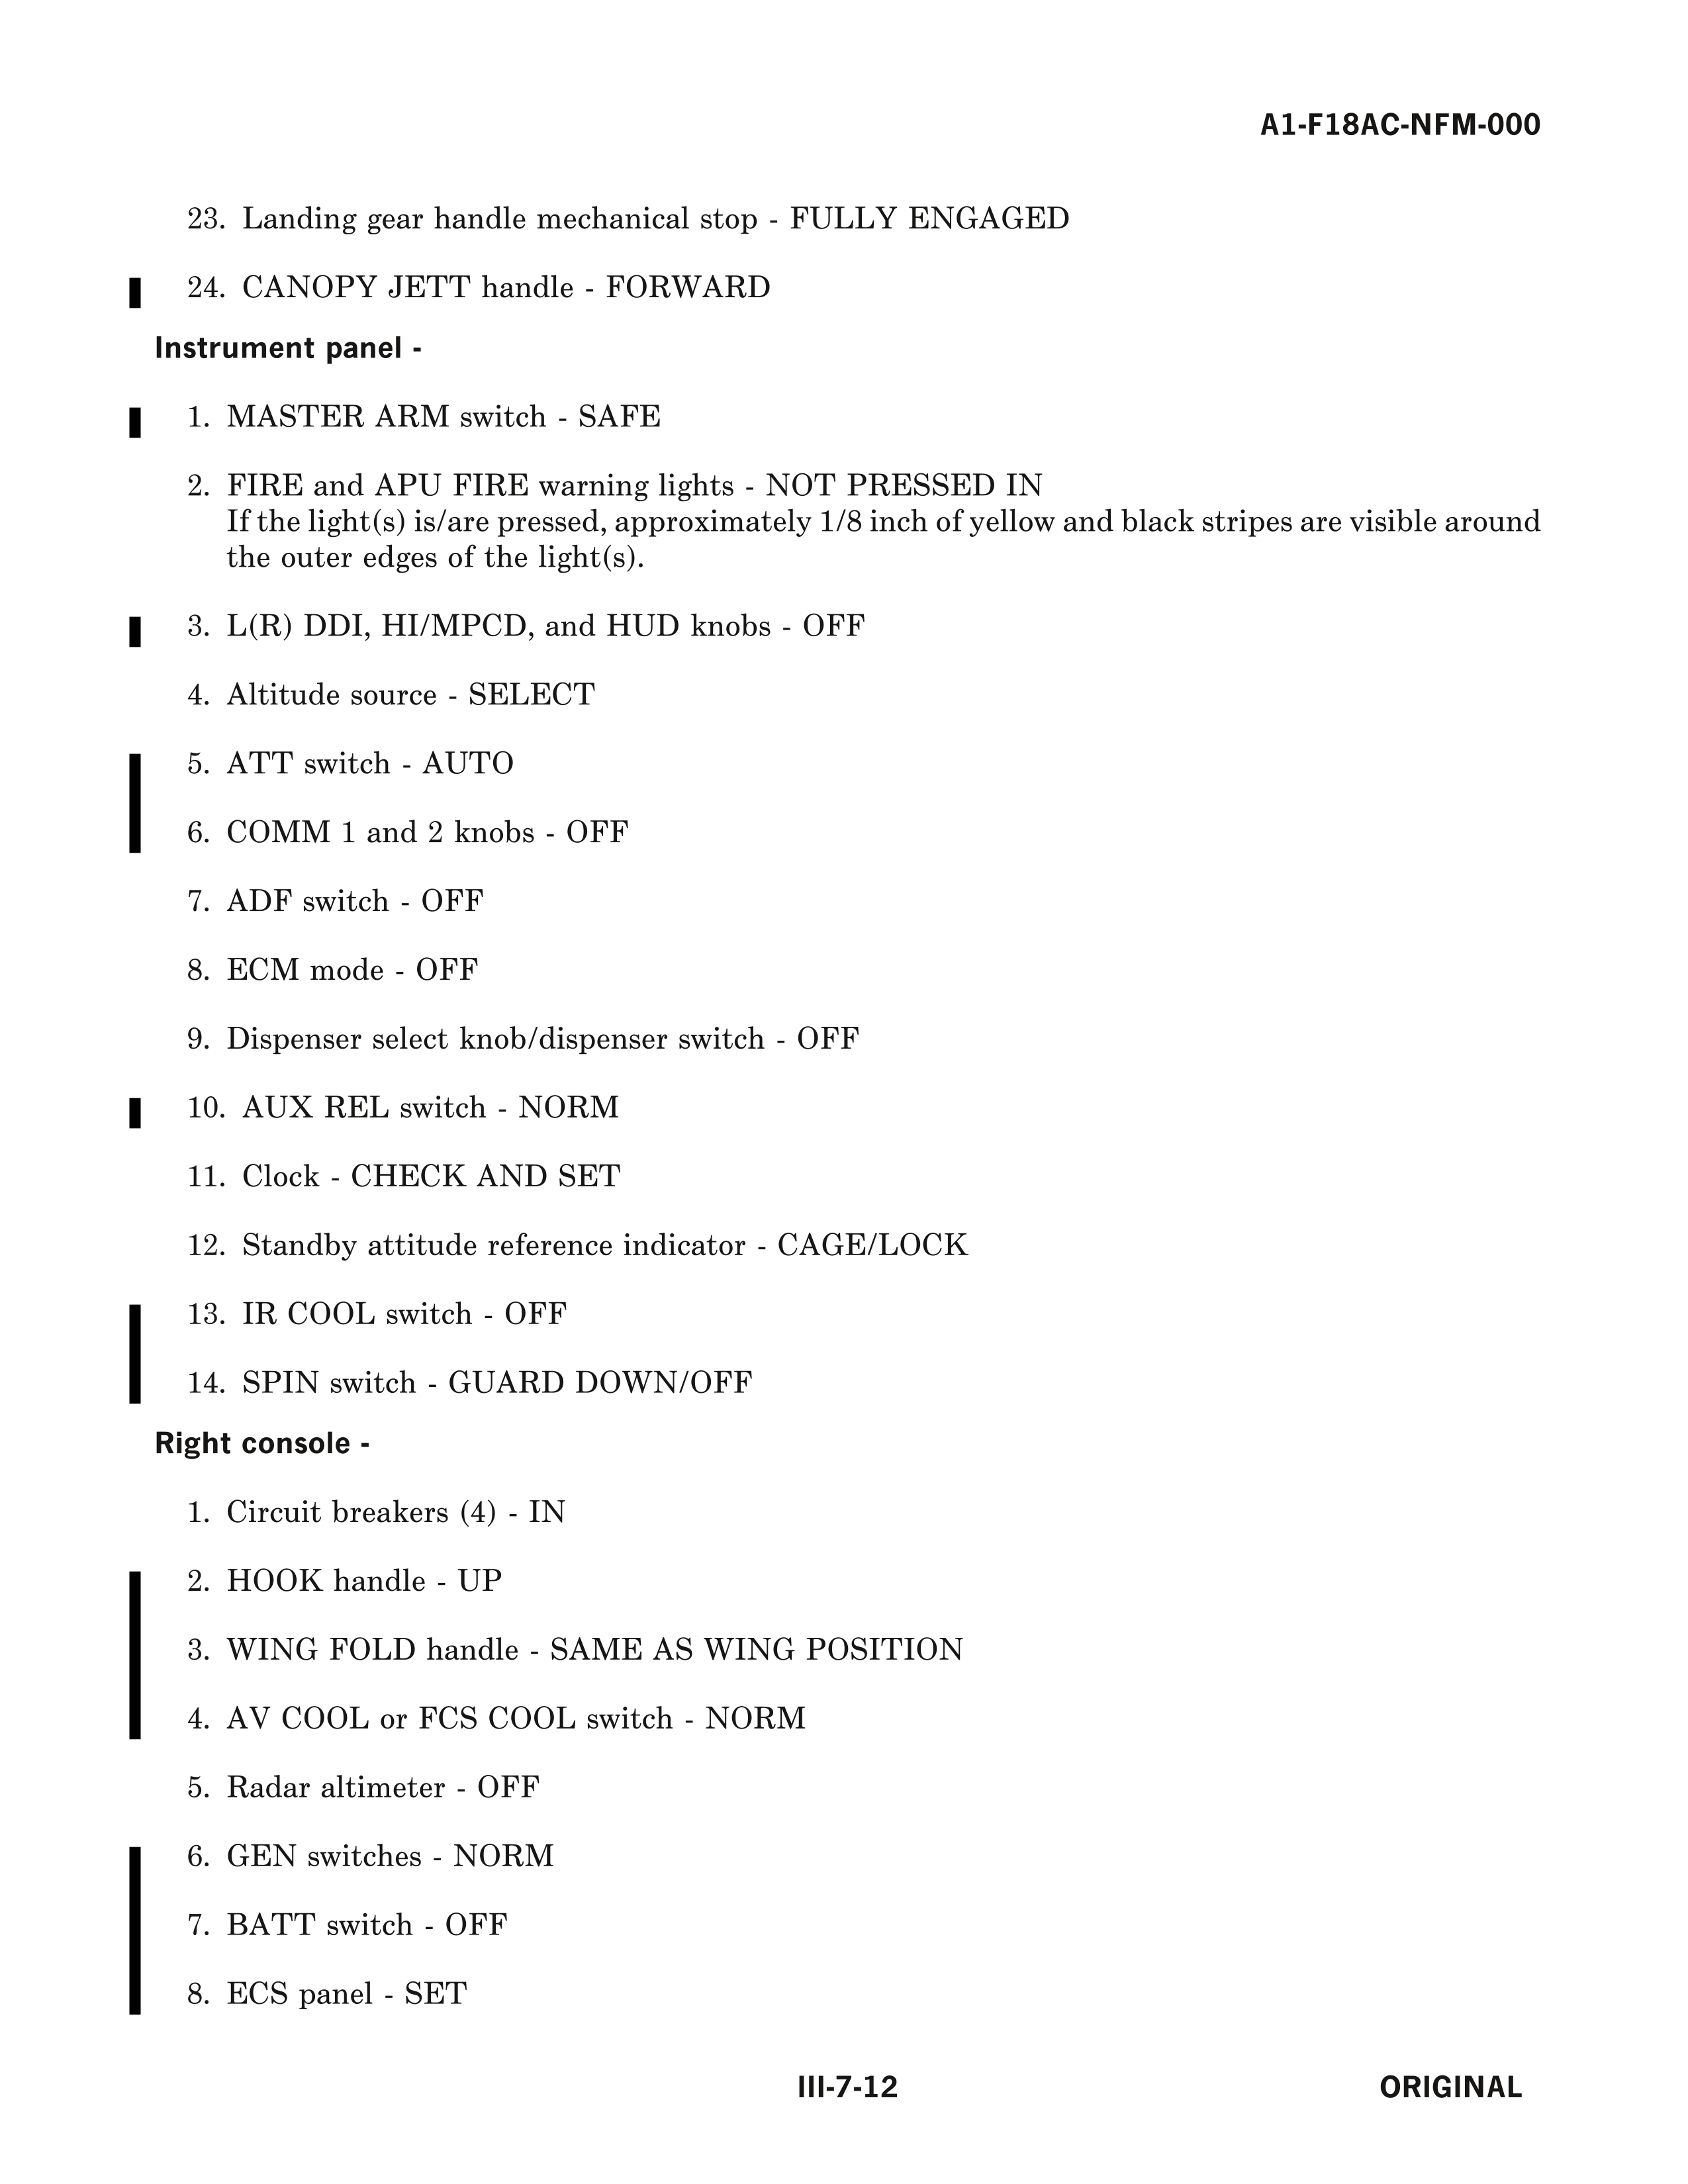 A1-F18AC-NFM-000
23. Landing gear handle mechanical stop - FULLY ENGAGED
24. CANOPY JETT handle - FORWARD
Instrument panel -
1. MASTER ARM switch - SAFE
2. FIRE and APU FIRE warning lights - NOT PRESSED IN
If the light(s) is/are pressed, approximately 1/8 inch of yellow and black stripes are visible around
the outer edges of the light(s).
3. L(R) DDI, HI/MPCD, and HUD knobs - OFF
4. Altitude source - SELECT
5. ATT switch - AUTO
6. COMM 1 and 2 knobs - OFF
7. ADF switch - OFF
8. ECM mode - OFF
9. Dispenser select knob/dispenser switch - OFF
10. AUX REL switch - NORM
11. Clock - CHECK AND SET
12. Standby attitude reference indicator - CAGE/LOCK
13. IR COOL switch - OFF
14. SPIN switch - GUARD DOWN/OFF
Right console -
1. Circuit breakers (4) - IN
2. HOOK handle - UP
3. WING FOLD handle - SAME AS WING POSITION
4. AV COOL or FCS COOL switch - NORM
5. Radar altimeter - OFF
6. GEN switches - NORM
7. BATT switch - OFF
8. ECS panel - SET
III-7-12 ORIGINAL